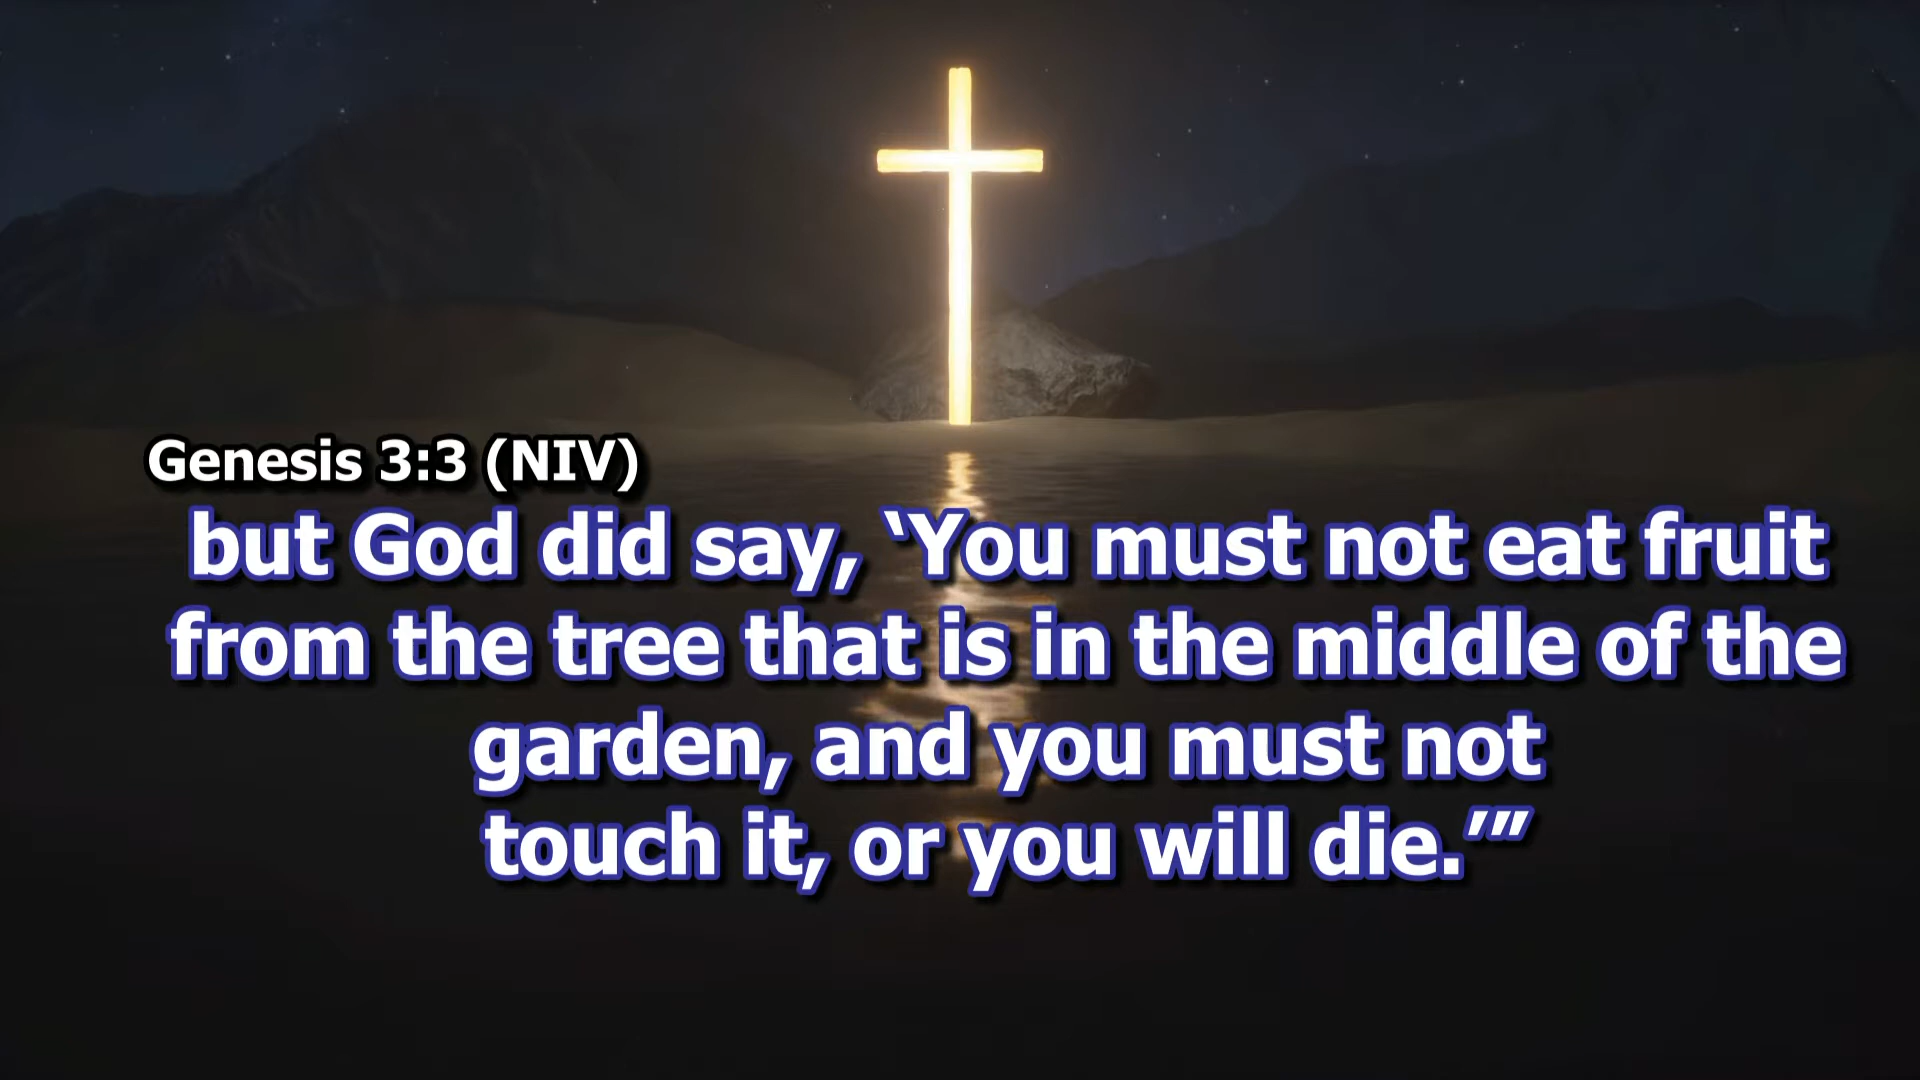 Genesis 3:3 (NIV)
but God did say, ‘You must not eat fruit
from the tree that is in the middle of the
garden, and you must not
touch it, or you will die.’”